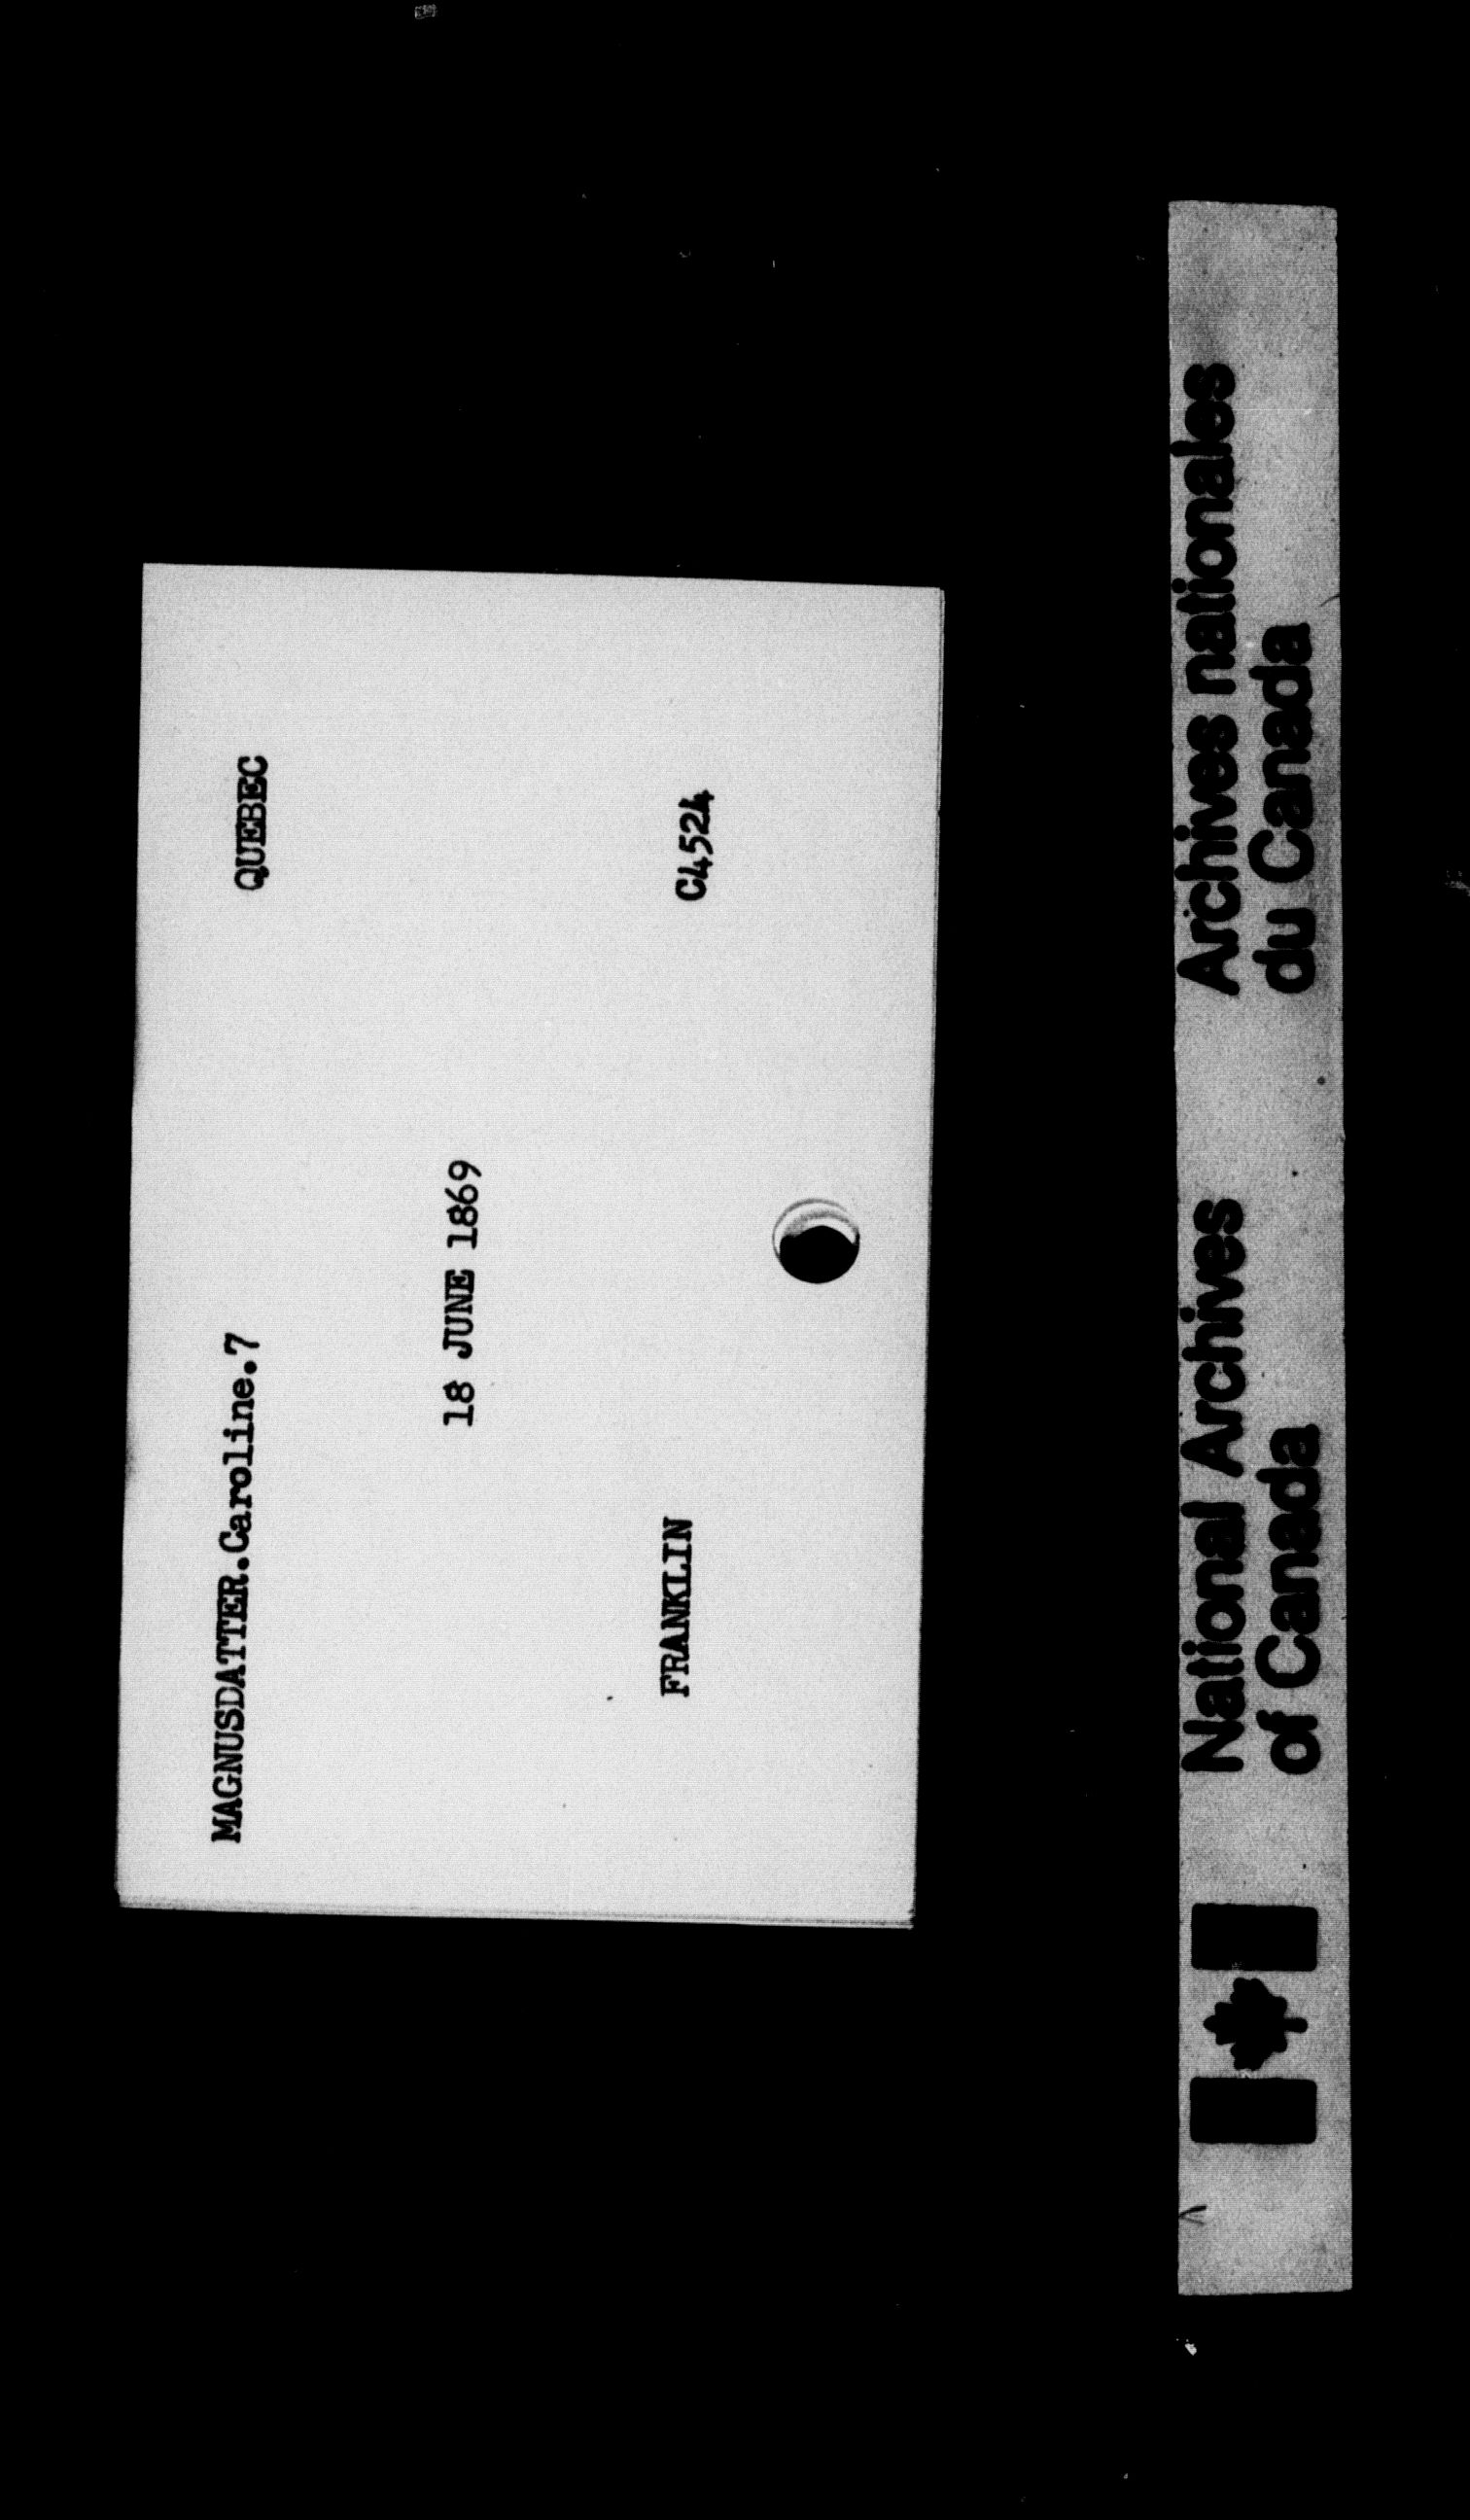 MAGNUSDATTER.Caroline.7 QUEBEC
18 JUNE 1869
FRANKLIN C4524
National Archives
of Canada
Archives nationales
du Canada